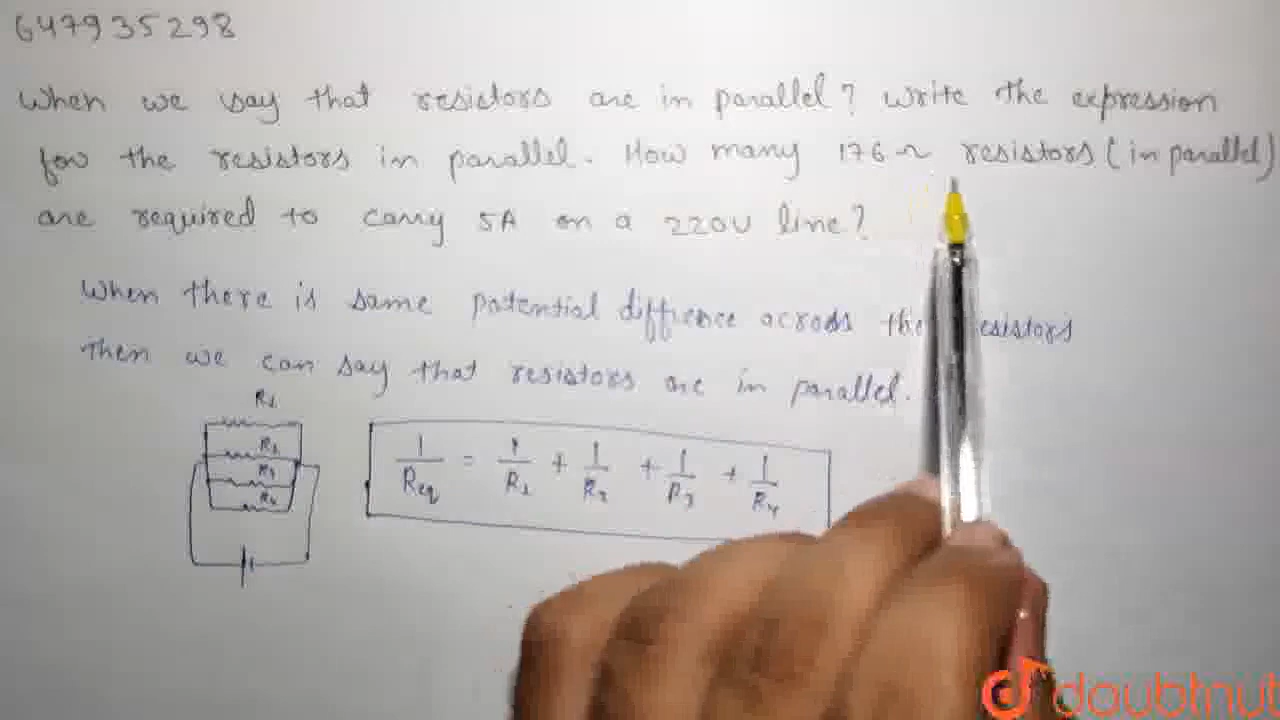 647935298
When we say that resistors are in parallel? Write the expression
for the resistors in parallel. How many 176 Ω resistors (in parallel)
are required to carry 5A on a 220V line?
When there is same potential diffrence across the resistors
then we can say that resistors are in parallel.
R1
R2
R3
R4
1/Req = 1/R1 + 1/R2 + 1/R3 + 1/R4
doubtnut